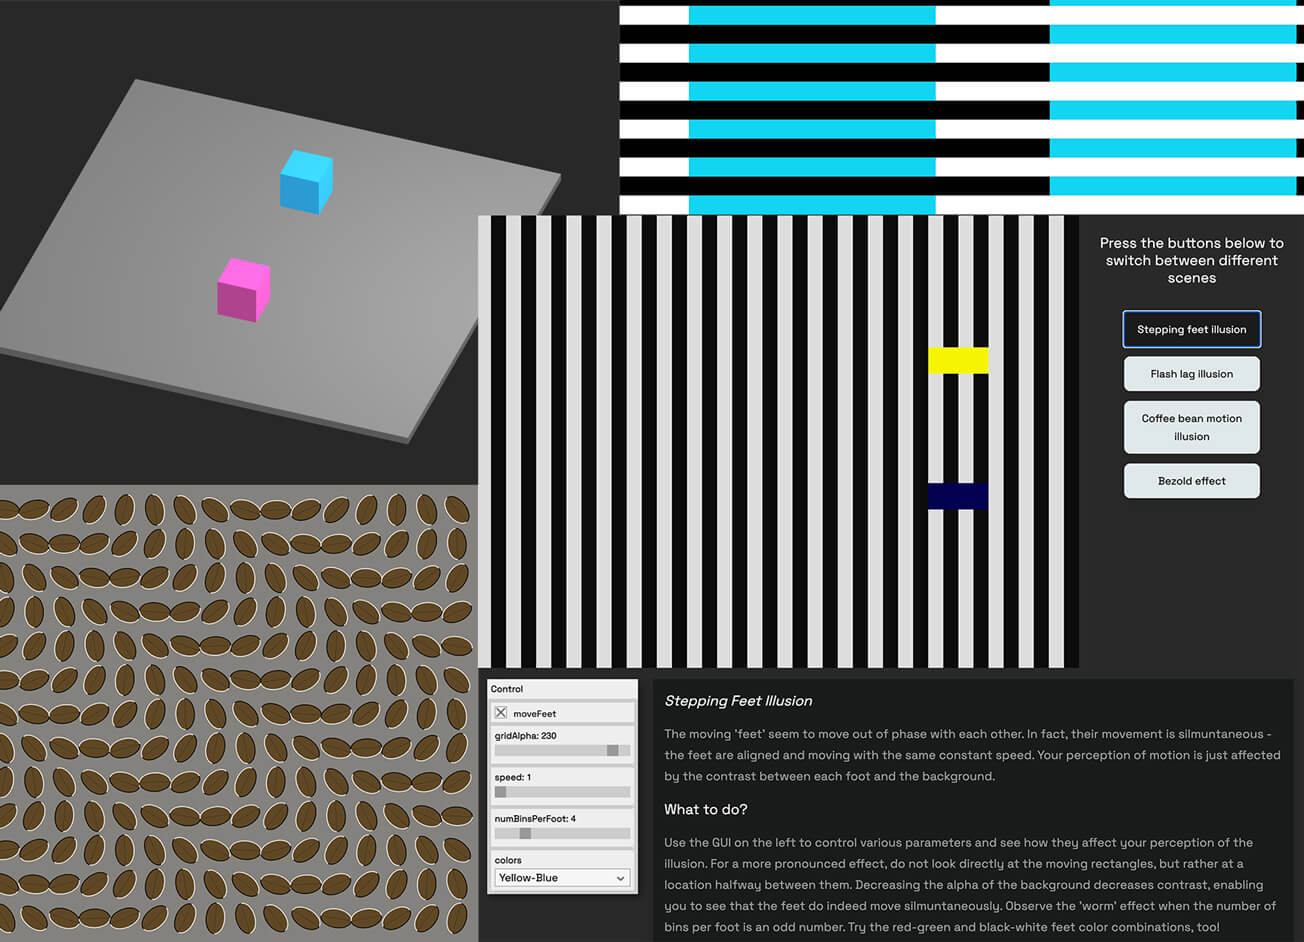 Press the buttons below to
switch between different
scenes
Stepping feet illusion
Flash lag illusion
Coffee bean motion
illusion
Bezold effect
Control
moveFeet
gridAlpha: 230
speed: 1
numBinsPerFoot: 4
colors
Yellow-Blue
Stepping Feet Illusion
The moving 'feet' seem to move out of phase with each other. In fact, their movement is silmuntaneous -
the feet are aligned and moving with the same constant speed. Your perception of motion is just affected
by the contrast between each foot and the background.
What to do?
Use the GUI on the left to control various parameters and see how they affect your perception of the
illusion. For a more pronounced effect, do not look directly at the moving rectangles, but rather at a
location halfway between them. Decreasing the alpha of the background decreases contrast, enabling
you to see that the feet do indeed move silmuntaneously. Observe the 'worm' effect when the number of
bins per foot is an odd number. Try the red-green and black-white feet color combinations, too!